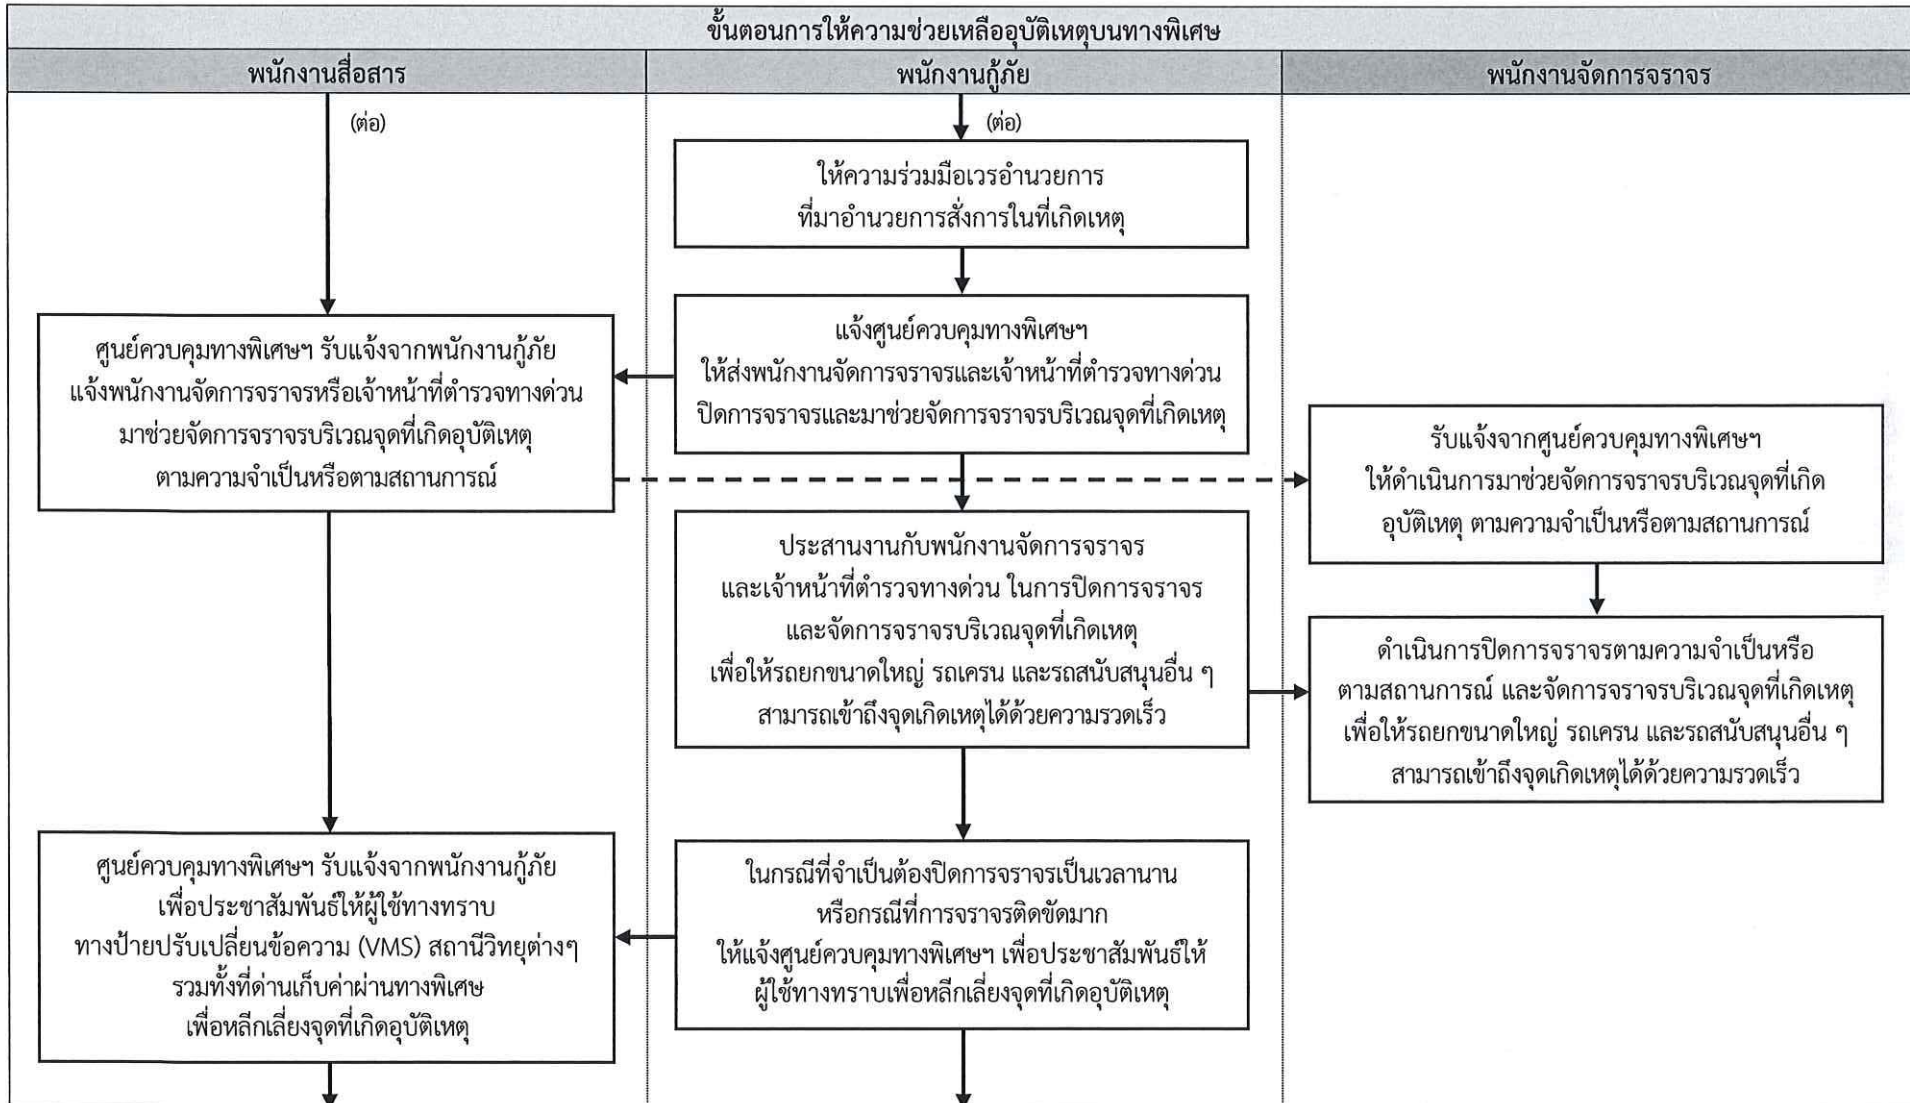 ขั้นตอนการให้ความช่วยเหลืออุบัติเหตุบนทางพิเศษ
พนักงานสื่อสาร
พนักงานกู้ภัย
พนักงานจัดการจราจร
(ต่อ)
(ต่อ)
ให้ความร่วมมือเวรอำนวยการ
ที่มาอำนวยการสั่งการในที่เกิดเหตุ
แจ้งศูนย์ควบคุมทางพิเศษฯ
ให้ส่งพนักงานจัดการจราจรและเจ้าหน้าที่ตำรวจทางด่วน
ปิดการจราจรและมาช่วยจัดการจราจรบริเวณจุดที่เกิดเหตุ
ศูนย์ควบคุมทางพิเศษฯ รับแจ้งจากพนักงานกู้ภัย
แจ้งพนักงานจัดการจราจรหรือเจ้าหน้าที่ตำรวจทางด่วน
มาช่วยจัดการจราจรบริเวณจุดที่เกิดอุบัติเหตุ
ตามความจำเป็นหรือตามสถานการณ์
รับแจ้งจากศูนย์ควบคุมทางพิเศษฯ
ให้ดำเนินการมาช่วยจัดการจราจรบริเวณจุดที่เกิด
อุบัติเหตุ ตามความจำเป็นหรือตามสถานการณ์
ประสานงานกับพนักงานจัดการจราจร
และเจ้าหน้าที่ตำรวจทางด่วน ในการปิดการจราจร
และจัดการจราจรบริเวณจุดที่เกิดเหตุ
เพื่อให้รถยกขนาดใหญ่ รถเครน และรถสนับสนุนอื่น ๆ
สามารถเข้าถึงจุดเกิดเหตุได้ด้วยความรวดเร็ว
ดำเนินการปิดการจราจรตามความจำเป็นหรือ
ตามสถานการณ์ และจัดการจราจรบริเวณจุดที่เกิดเหตุ
เพื่อให้รถยกขนาดใหญ่ รถเครน และรถสนับสนุนอื่น ๆ
สามารถเข้าถึงจุดเกิดเหตุได้ด้วยความรวดเร็ว
ศูนย์ควบคุมทางพิเศษฯ รับแจ้งจากพนักงานกู้ภัย
เพื่อประชาสัมพันธ์ให้ผู้ใช้ทางทราบ
ทางป้ายปรับเปลี่ยนข้อความ (VMS) สถานีวิทยุต่างๆ
รวมทั้งที่ด่านเก็บค่าผ่านทางพิเศษ
เพื่อหลีกเลี่ยงจุดที่เกิดอุบัติเหตุ
ในกรณีที่จำเป็นต้องปิดการจราจรเป็นเวลานาน
หรือกรณีที่การจราจรติดขัดมาก
ให้แจ้งศูนย์ควบคุมทางพิเศษฯ เพื่อประชาสัมพันธ์ให้
ผู้ใช้ทางทราบเพื่อหลีกเลี่ยงจุดที่เกิดอุบัติเหตุ